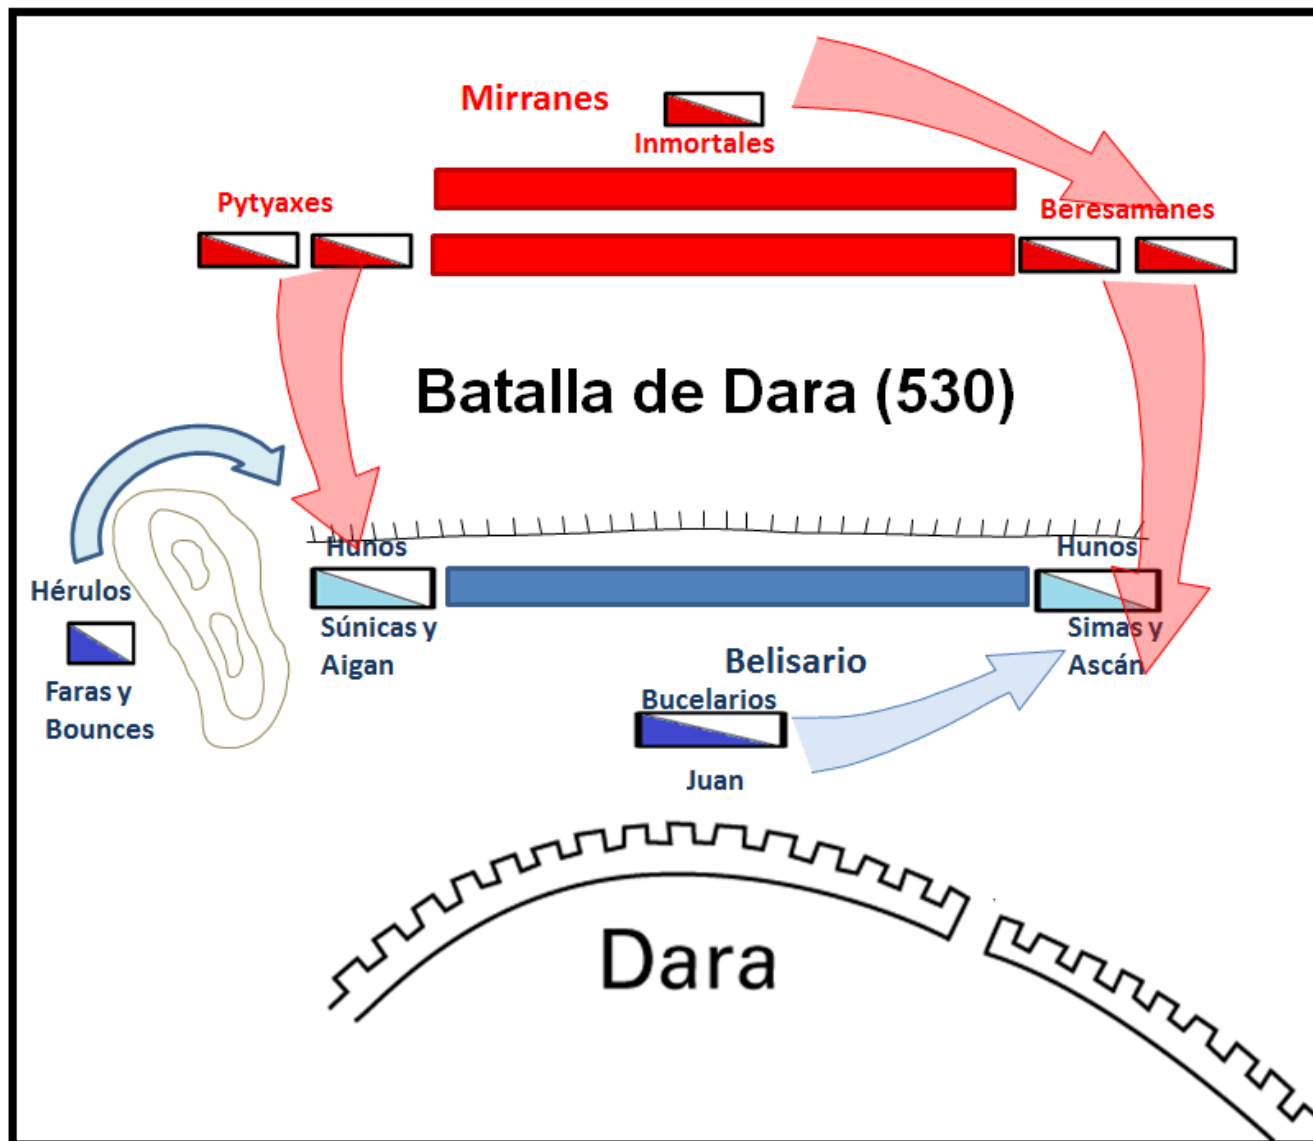 Mirranes
Inmortales
Pytyaxes
Beresamanes
Batalla de Dara (530)
Hunos
Hunos
Hérulos
Súnicas y
Aigan
Simas y
Ascán
Faras y
Bounces
Belisario
Bucelarios
Juan
Dara